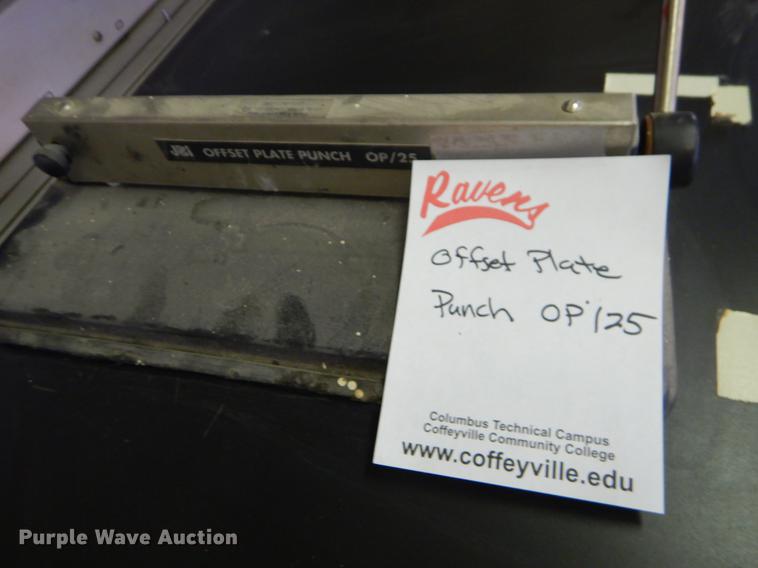 JBI OFFSET PLATE PUNCH OP/25
Ravens
Offset Plate
Punch OP/25
Columbus Technical Campus
Coffeyville Community College
www.coffeyville.edu
Purple Wave Auction